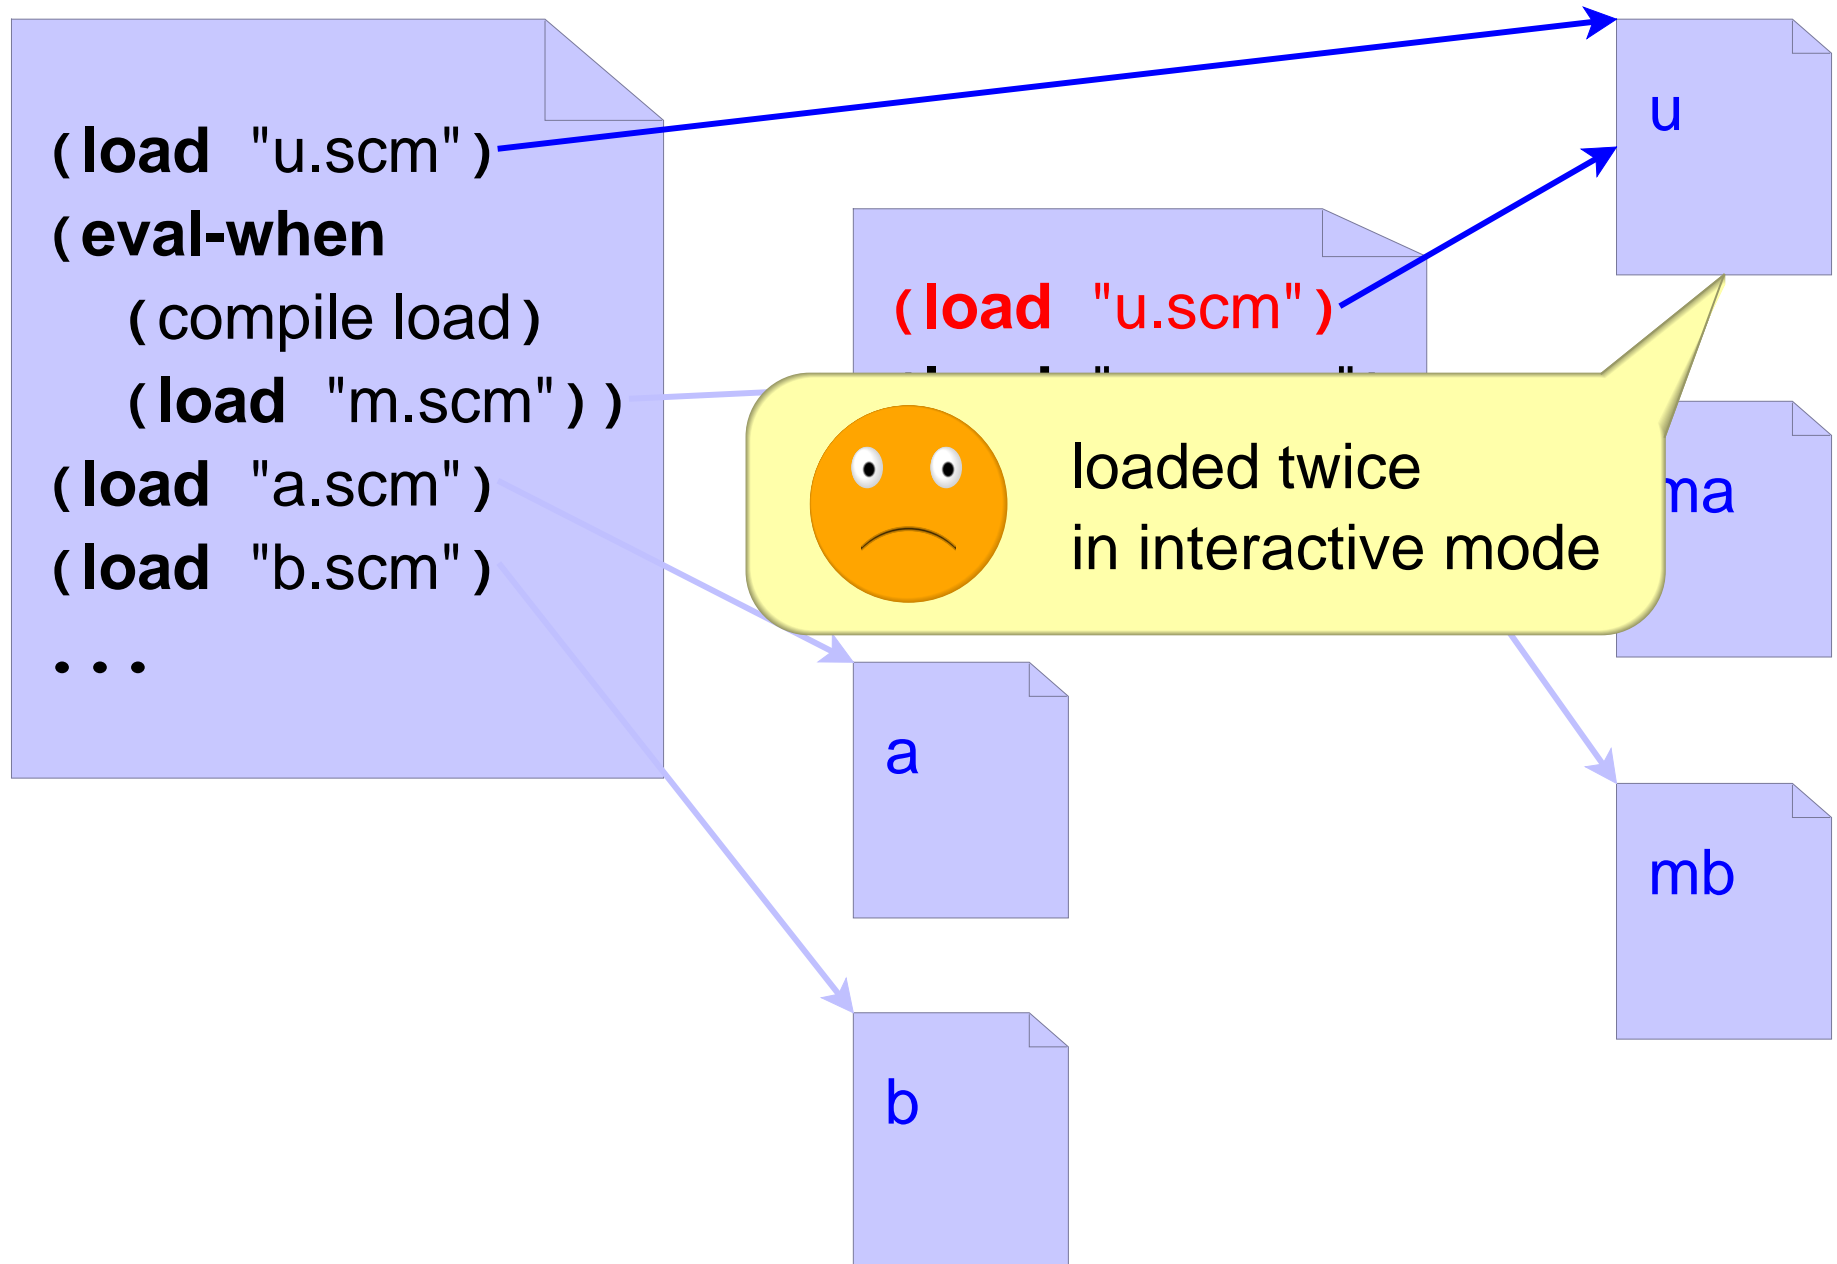 (load "u.scm")
(eval-when
(compile load)
(load "m.scm"))
(load "a.scm")
(load "b.scm")
...
(load "u.scm")
loaded twice
in interactive mode
u
ma
mb
a
b